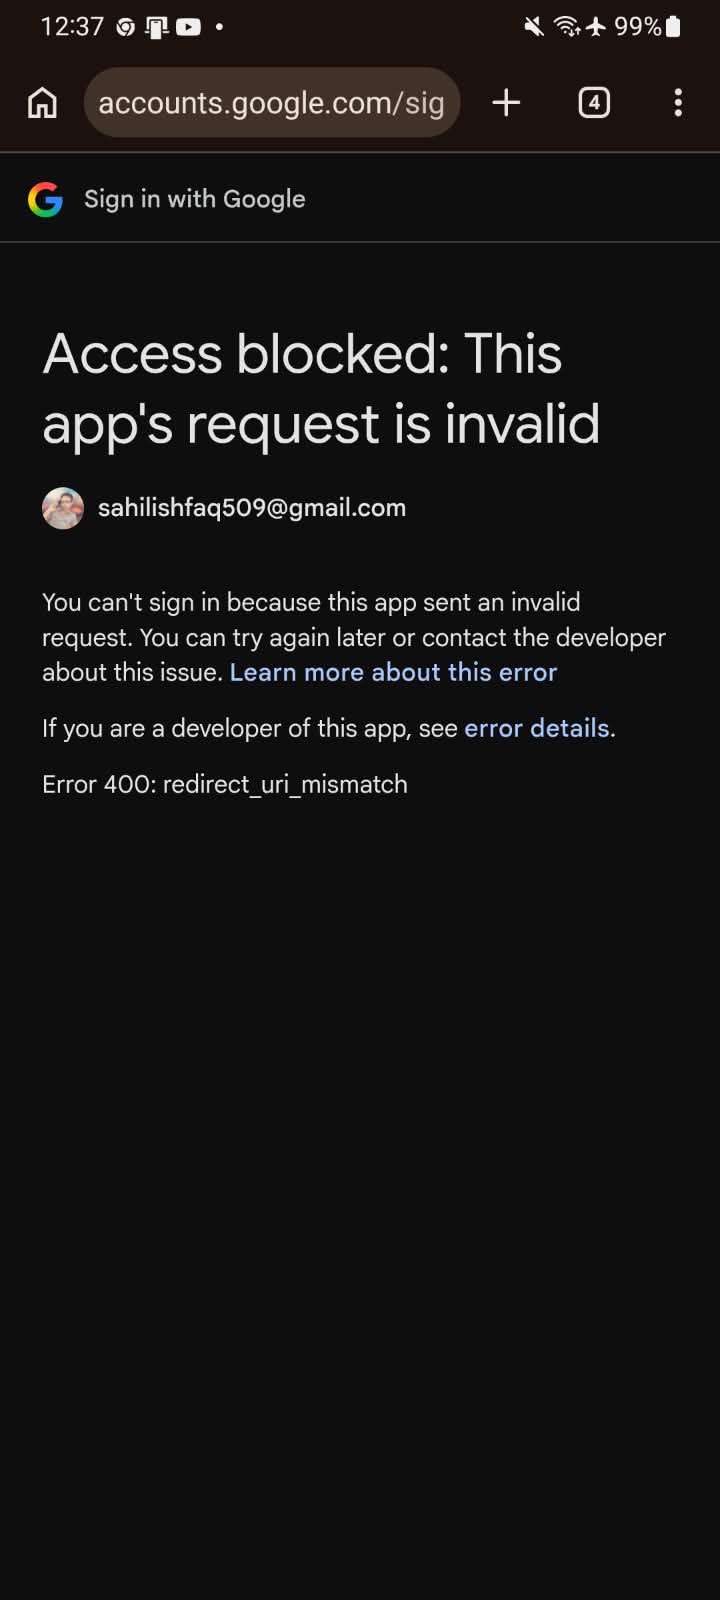 12:37
99%
accounts.google.com/sig
4
Sign in with Google
Access blocked: This
app's request is invalid
sahilishfaq509@gmail.com
You can't sign in because this app sent an invalid
request. You can try again later or contact the developer
about this issue. Learn more about this error
If you are a developer of this app, see error details.
Error 400: redirect_uri_mismatch